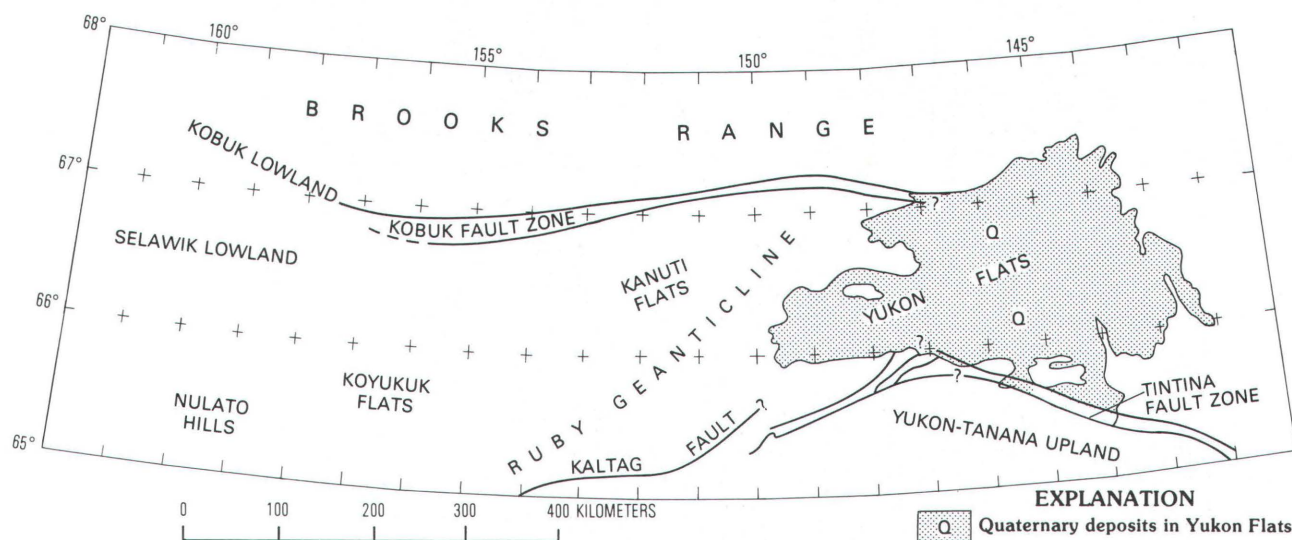 68°
160°
155°
150°
145°
BROOKS RANGE
67°
KOBUK LOWLAND
KOBUK FAULT ZONE
?
SELAWIK LOWLAND
KANUTI
FLATS
Q
FLATS
YUKON
Q
66°
RUBY GEANTICLINE
KOYUKUK
FLATS
NULATO
HILLS
?
?
?
TINTINA
FAULT ZONE
YUKON-TANANA UPLAND
65°
KALTAG FAULT
0 100 200 300 400 KILOMETERS
EXPLANATION
Q Quaternary deposits in Yukon Flats